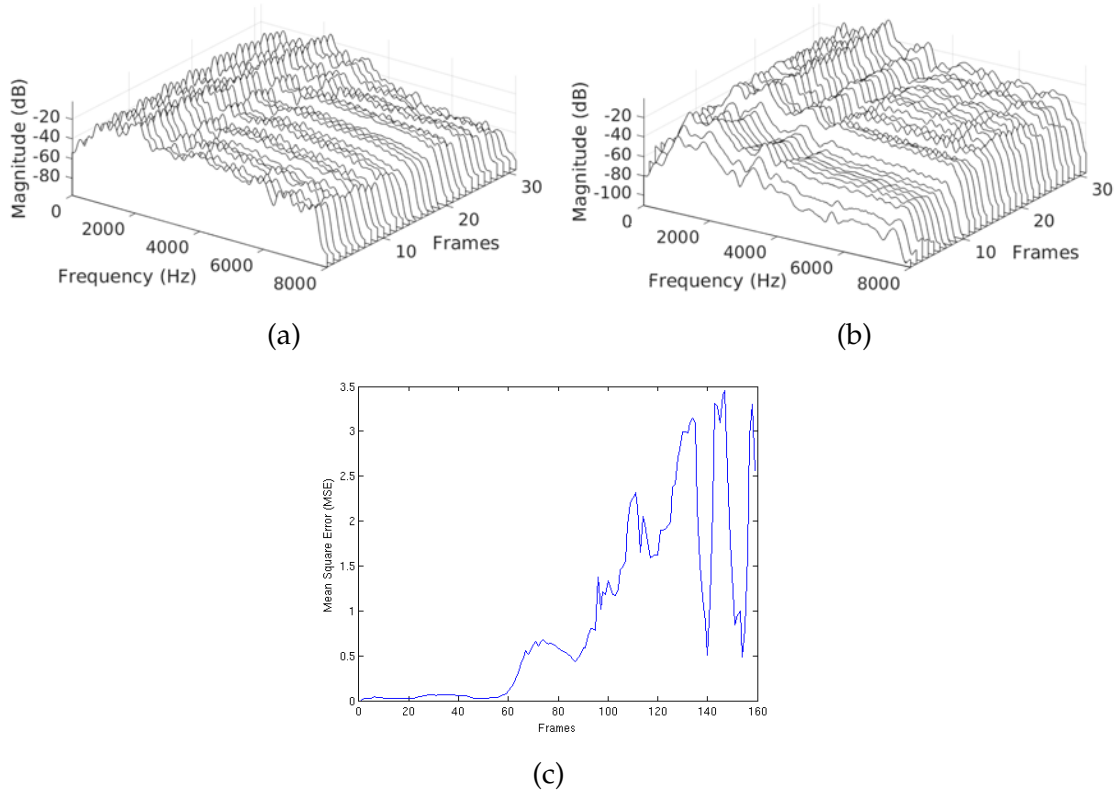 Magnitude (dB)
-20
-40
-60
-80
0
2000
4000
6000
8000
Frequency (Hz)
10
20
30
Frames
(a)
Magnitude (dB)
-20
-40
-60
-80
-100
0
2000
4000
6000
8000
Frequency (Hz)
10
20
30
Frames
(b)
Mean Square Error (MSE)
3.5
3
2.5
2
1.5
1
0.5
0
0 20 40 60 80 100 120 140 160
Frames
(c)